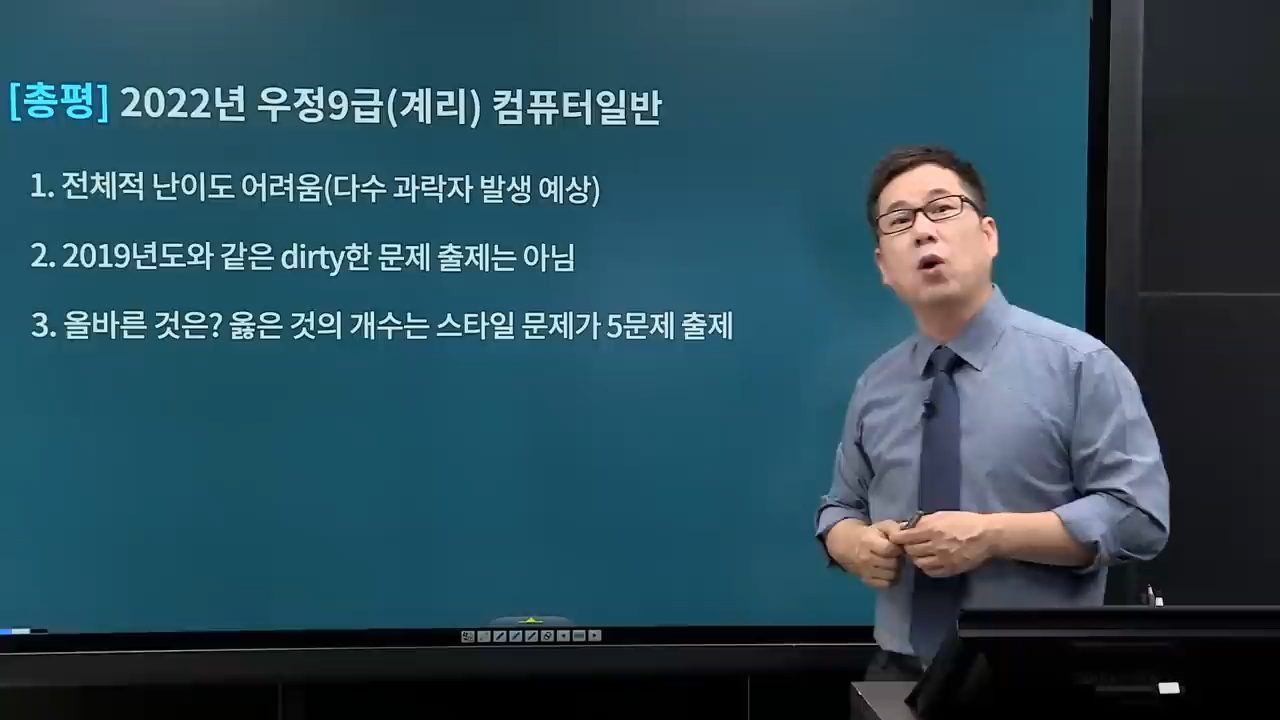 [총평] 2022년 우정9급(계리) 컴퓨터일반
1. 전체적 난이도 어려움(다수 과락자 발생 예상)
2. 2019년도와 같은 dirty한 문제 출제는 아님
3. 올바른 것은? 옳은 것의 개수는 스타일 문제가 5문제 출제